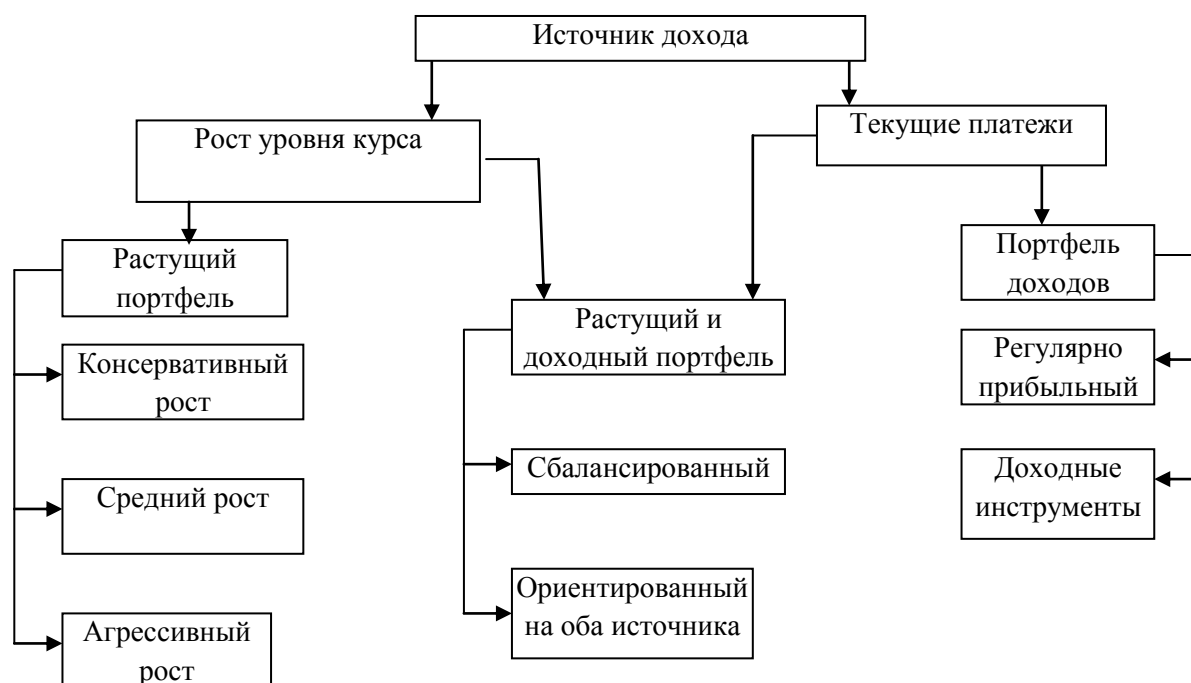 Источник дохода
Рост уровня курса
Текущие платежи
Растущий
портфель
Растущий и
доходный портфель
Портфель
доходов
Консервативный
рост
Средний рост
Агрессивный
рост
Сбалансированный
Ориентированный
на оба источника
Регулярно
прибыльный
Доходные
инструменты